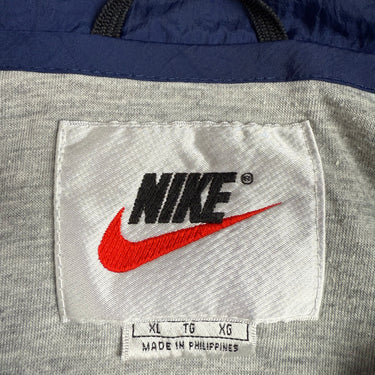 NIKE®
XL TG XG
MADE IN PHILIPPINES